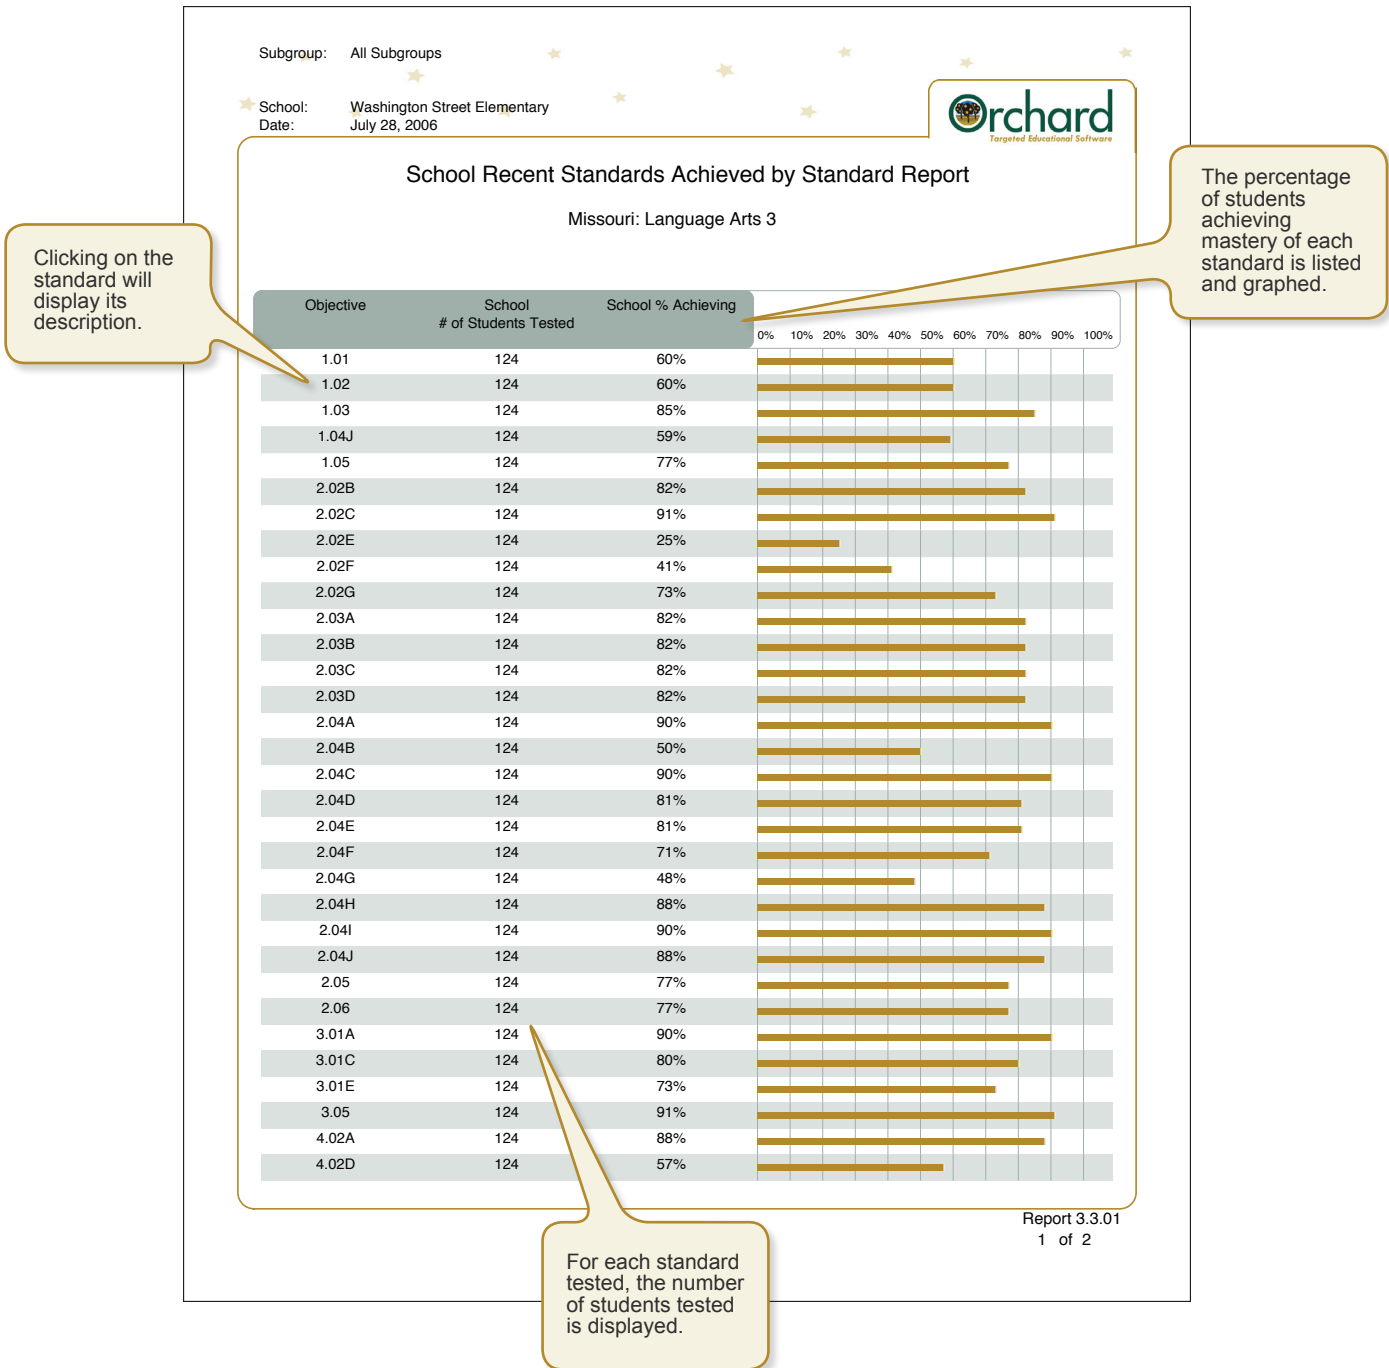 Subgroup: All Subgroups
School: Washington Street Elementary
Date: July 28, 2006
Orchard
Targeted Educational Software
School Recent Standards Achieved by Standard Report
Missouri: Language Arts 3
Clicking on the
standard will
display its
description.
The percentage
of students
achieving
mastery of each
standard is listed
and graphed.
Objective School School % Achieving
# of Students Tested
0% 10% 20% 30% 40% 50% 60% 70% 80% 90% 100%
1.01 124 60%
1.02 124 60%
1.03 124 85%
1.04J 124 59%
1.05 124 77%
2.02B 124 82%
2.02C 124 91%
2.02E 124 25%
2.02F 124 41%
2.02G 124 73%
2.03A 124 82%
2.03B 124 82%
2.03C 124 82%
2.03D 124 82%
2.04A 124 90%
2.04B 124 50%
2.04C 124 90%
2.04D 124 81%
2.04E 124 81%
2.04F 124 71%
2.04G 124 48%
2.04H 124 88%
2.04I 124 90%
2.04J 124 88%
2.05 124 77%
2.06 124 77%
3.01A 124 90%
3.01C 124 80%
3.01E 124 73%
3.05 124 91%
4.02A 124 88%
4.02D 124 57%
Report 3.3.01
1 of 2
For each standard
tested, the number
of students tested
is displayed.